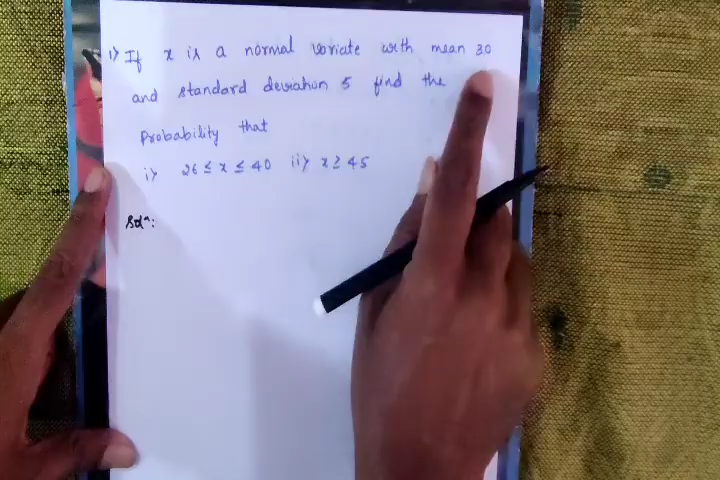 1) If x is a normal variate with mean 30
and standard deviation 5 find the
Probability that
i) 26 ≤ x ≤ 40 ii) x ≥ 45
Solⁿ: